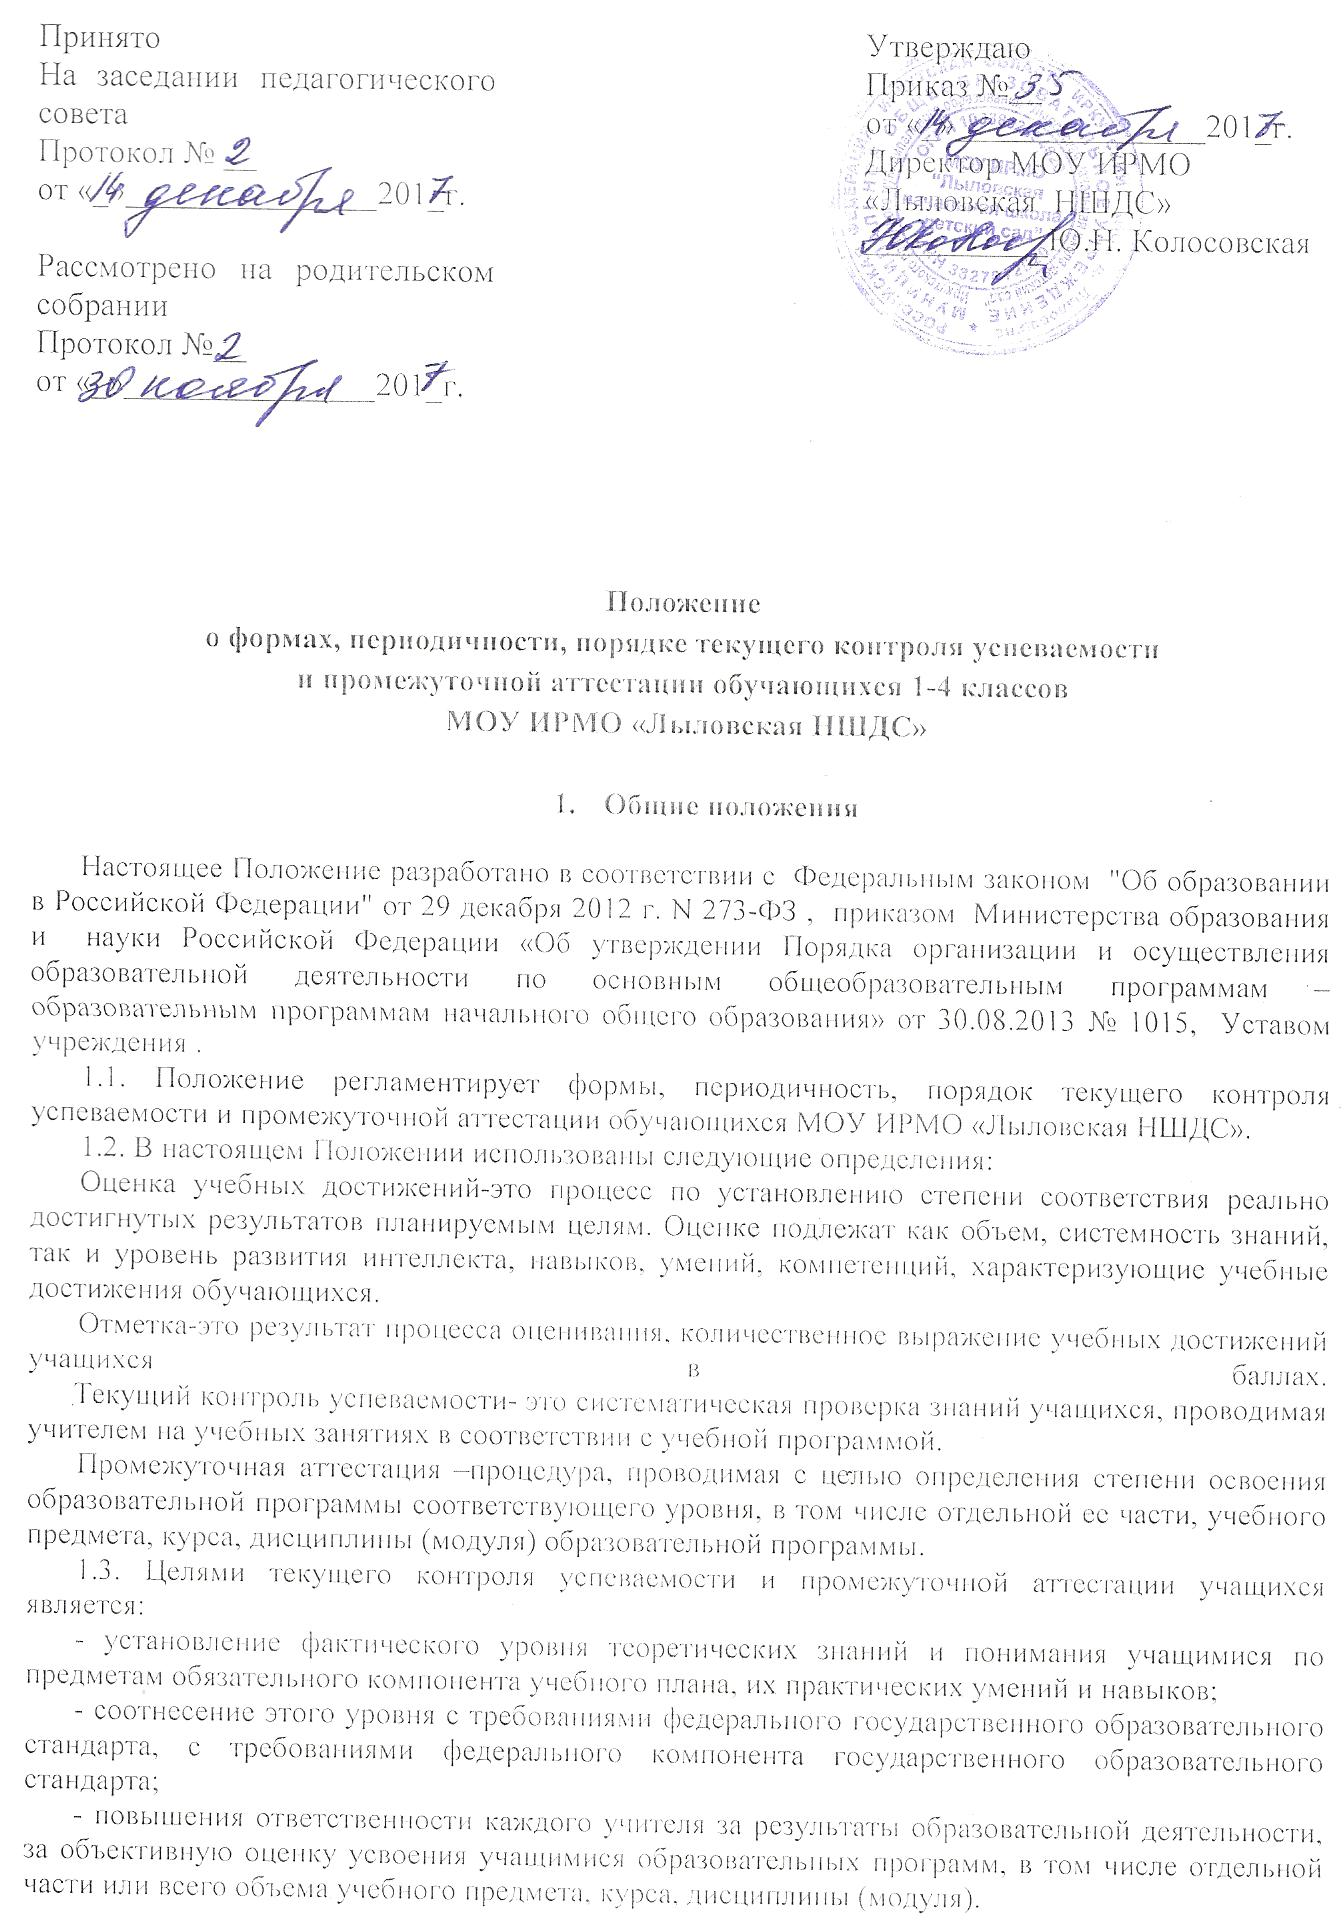 Принято
На заседании педагогического
совета
Протокол № 2
от «14» декабря 2017г.
Рассмотрено на родительском
собрании
Протокол № 2
от «30» ноября 2017г.
Утверждаю
Приказ № 35
от «14» декабря 2017г.
Директор МОУ ИРМО
«Лыловская НШДС»
Ю.Н. Колосовская
"Лыловская
детский сад"
Положение
о формах, периодичности, порядке текущего контроля успеваемости
и промежуточной аттестации обучающихся 1-4 классов
МОУ ИРМО «Лыловская НШДС»
1. Общие положения
Настоящее Положение разработано в соответствии с Федеральным законом "Об образовании
в Российской Федерации" от 29 декабря 2012 г. N 273-ФЗ , приказом Министерства образования
и науки Российской Федерации «Об утверждении Порядка организации и осуществления
образовательной деятельности по основным общеобразовательным программам –
образовательным программам начального общего образования» от 30.08.2013 № 1015, Уставом
учреждения .
1.1. Положение регламентирует формы, периодичность, порядок текущего контроля
успеваемости и промежуточной аттестации обучающихся МОУ ИРМО «Лыловская НШДС».
1.2. В настоящем Положении использованы следующие определения:
Оценка учебных достижений-это процесс по установлению степени соответствия реально
достигнутых результатов планируемым целям. Оценке подлежат как объем, системность знаний,
так и уровень развития интеллекта, навыков, умений, компетенций, характеризующие учебные
достижения обучающихся.
Отметка-это результат процесса оценивания, количественное выражение учебных достижений
учащихся в баллах.
Текущий контроль успеваемости- это систематическая проверка знаний учащихся, проводимая
учителем на учебных занятиях в соответствии с учебной программой.
Промежуточная аттестация –процедура, проводимая с целью определения степени освоения
образовательной программы соответствующего уровня, в том числе отдельной ее части, учебного
предмета, курса, дисциплины (модуля) образовательной программы.
1.3. Целями текущего контроля успеваемости и промежуточной аттестации учащихся
является:
- установление фактического уровня теоретических знаний и понимания учащимися по
предметам обязательного компонента учебного плана, их практических умений и навыков;
- соотнесение этого уровня с требованиями федерального государственного образовательного
стандарта, с требованиями федерального компонента государственного образовательного
стандарта;
- повышения ответственности каждого учителя за результаты образовательной деятельности,
за объективную оценку усвоения учащимися образовательных программ, в том числе отдельной
части или всего объема учебного предмета, курса, дисциплины (модуля).